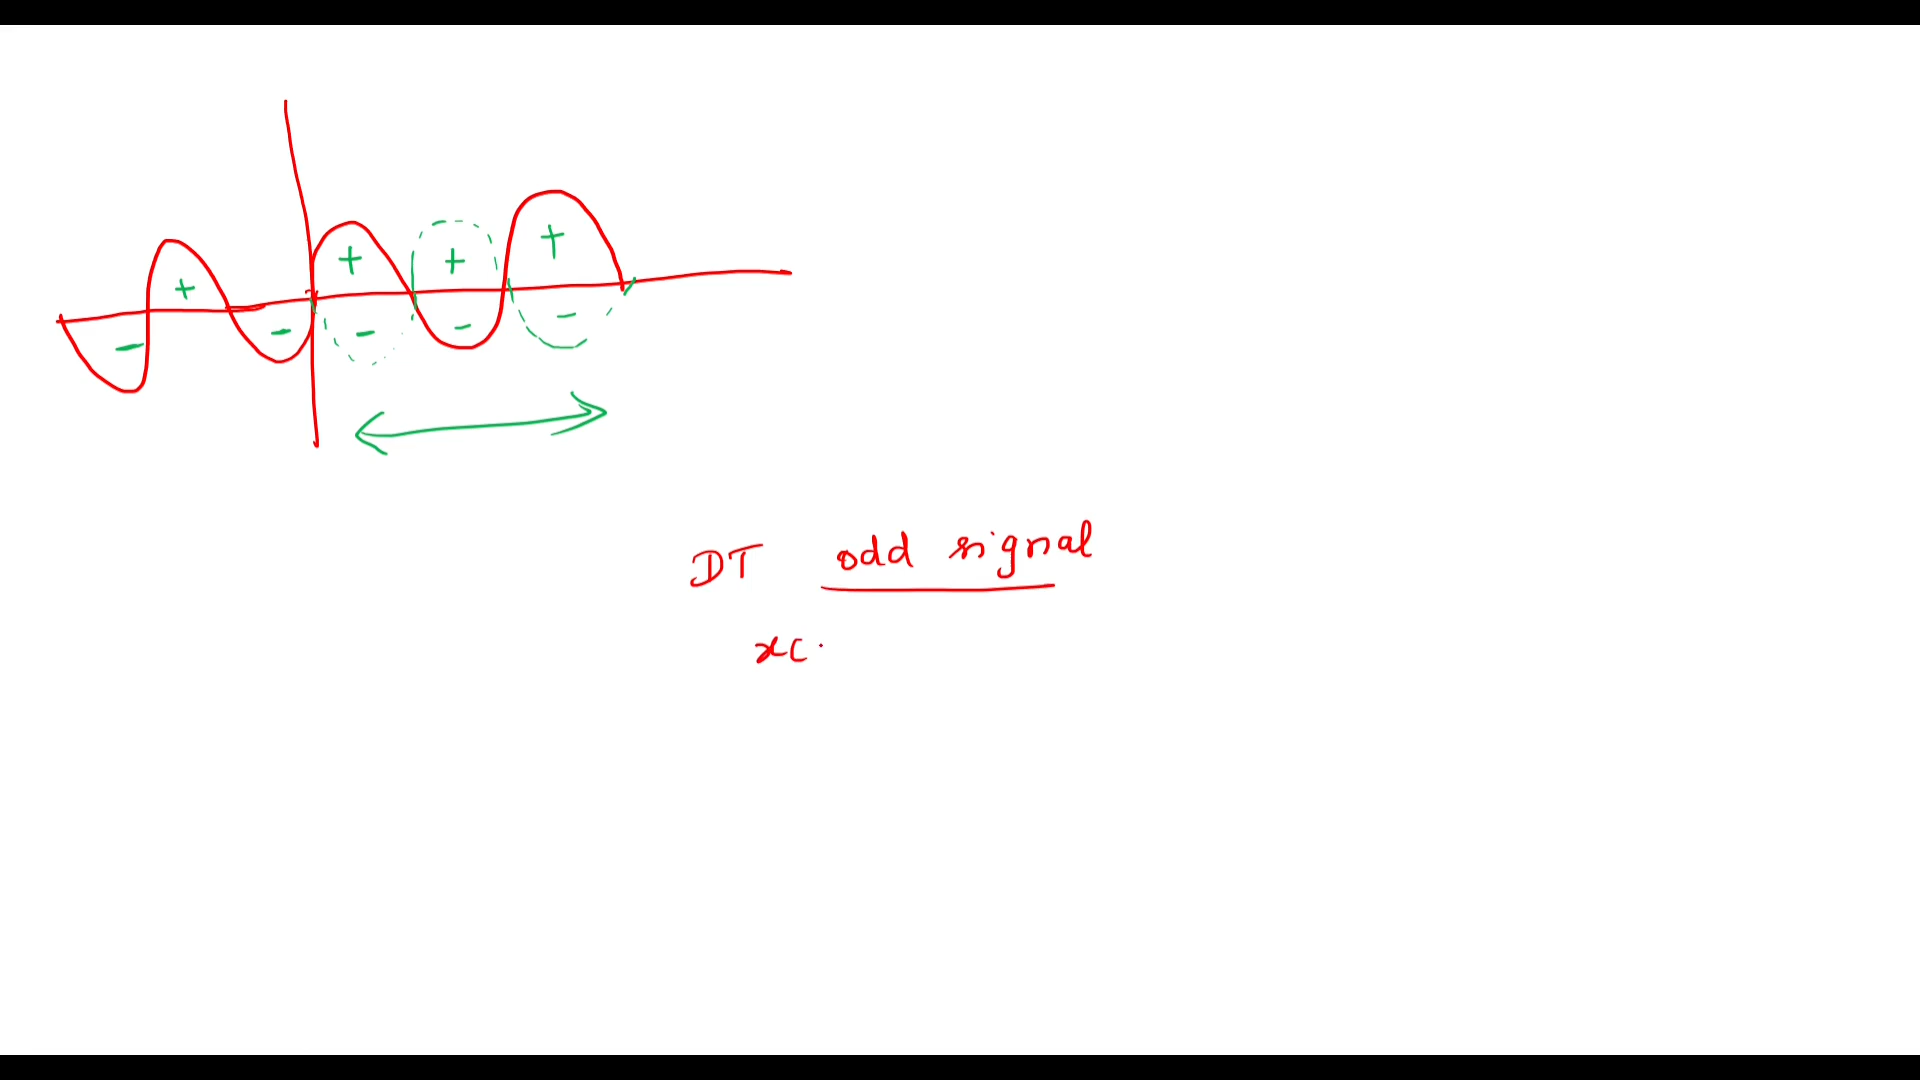 + + +
+ - - - -
-
DT odd signal
x(